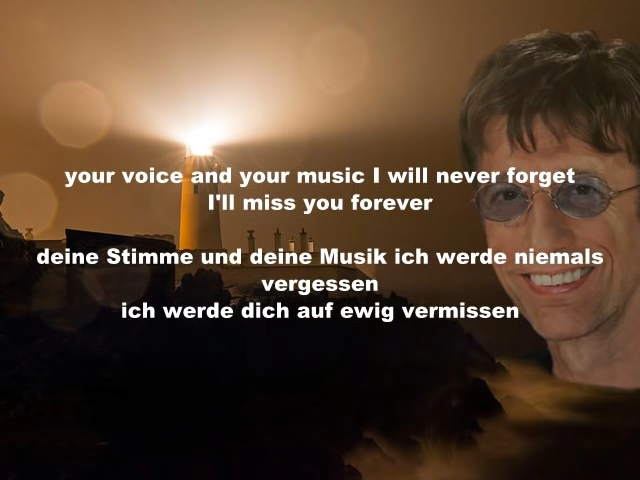 your voice and your music I will never forget
I'll miss you forever
deine Stimme und deine Musik ich werde niemals
vergessen
ich werde dich auf ewig vermissen